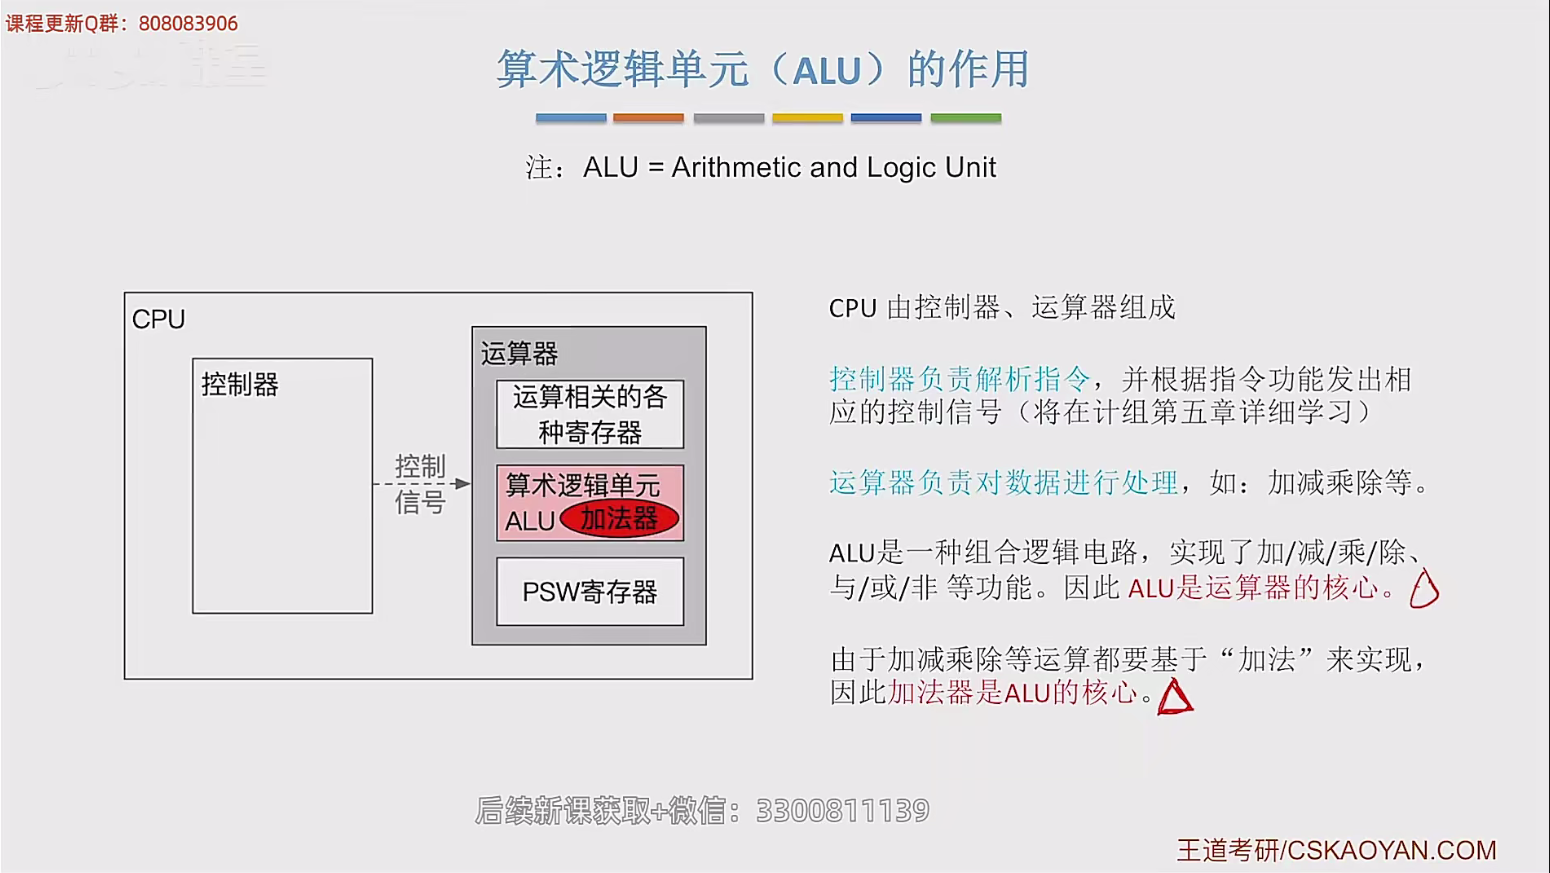 课程更新Q群：808083906
算术逻辑单元（ALU）的作用
注：ALU = Arithmetic and Logic Unit
CPU
控制器
控制
信号
运算器
运算相关的各
种寄存器
算术逻辑单元
ALU 加法器
PSW寄存器
CPU 由控制器、运算器组成
控制器负责解析指令，并根据指令功能发出相
应的控制信号（将在计组第五章详细学习）
运算器负责对数据进行处理，如：加减乘除等。
ALU是一种组合逻辑电路，实现了加/减/乘/除、
与/或/非 等功能。因此 ALU是运算器的核心。
由于加减乘除等运算都要基于“加法”来实现，
因此加法器是ALU的核心。
后续新课获取+微信：3300811139
王道考研/CSKAOYAN.COM